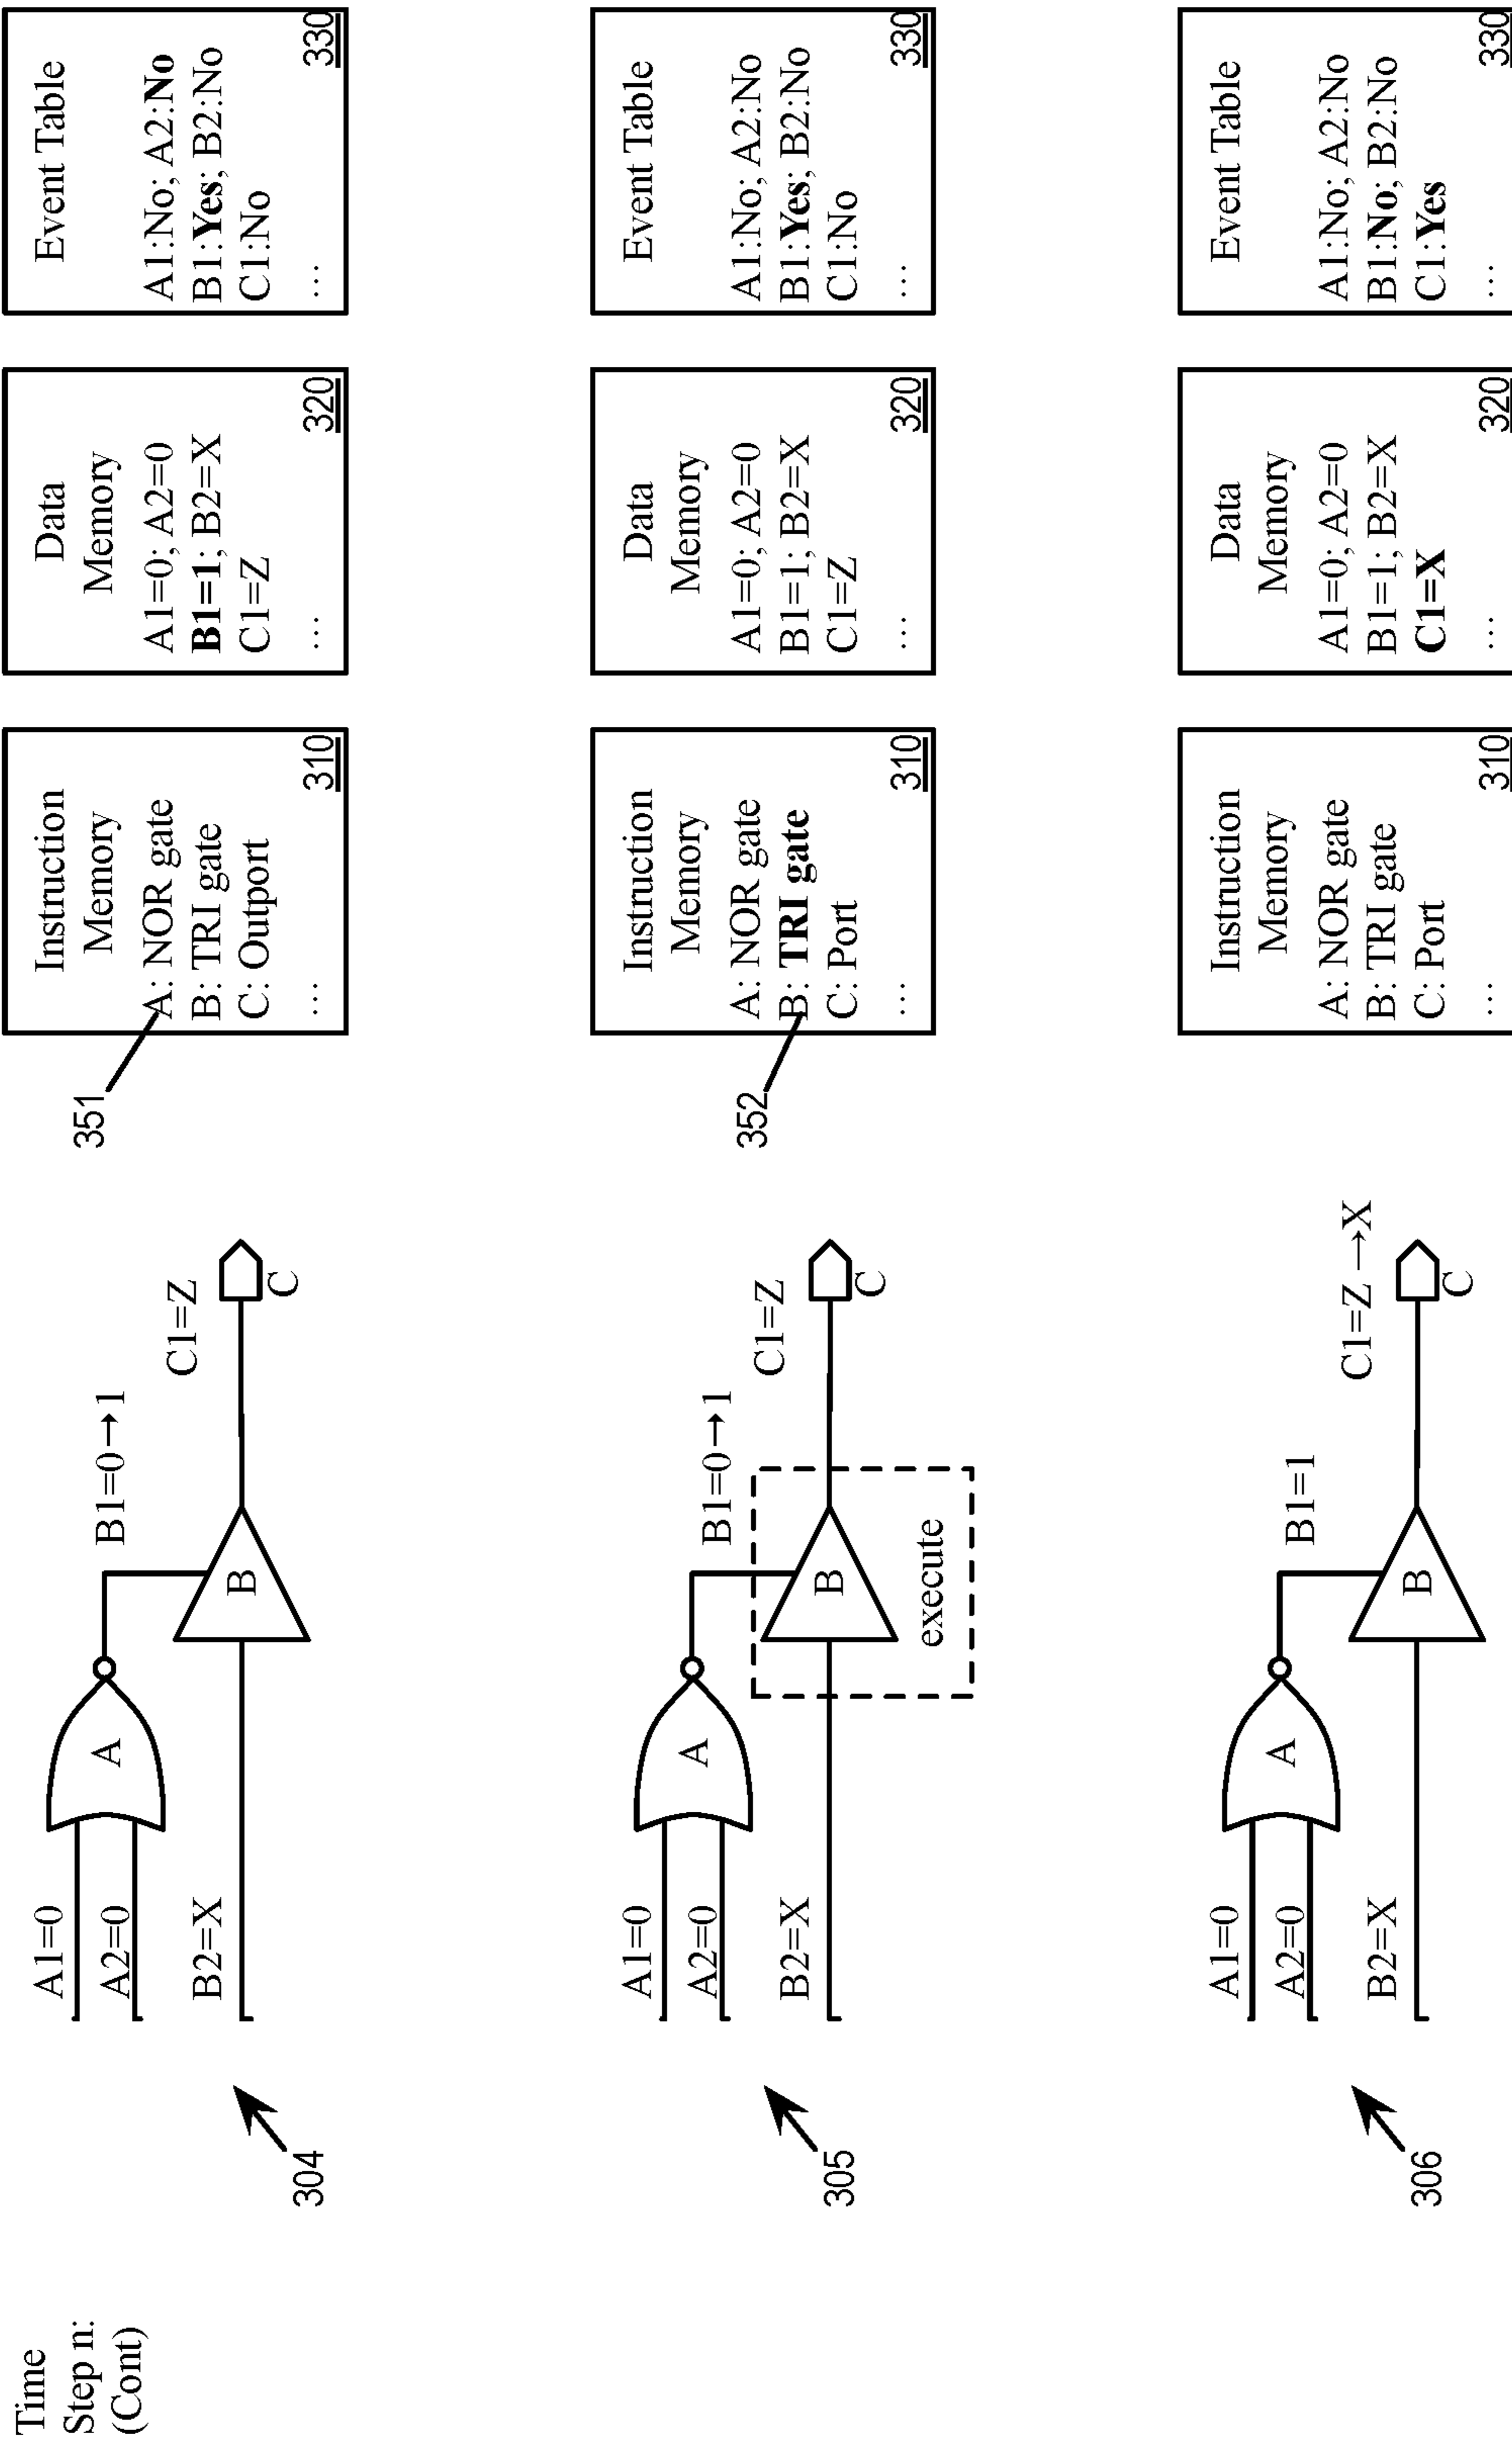 Time
Step n:
(Cont)
304
A1=0
A2=0
B2=X
A
B
B1=0→1
C1=Z
C
351
Instruction
Memory
A: NOR gate
B: TRI gate
C: Outport
...
310
Data
Memory
A1=0; A2=0
B1=1; B2=X
C1=Z
...
320
Event Table
A1:No; A2:No
B1:Yes; B2:No
C1:No
...
330
305
A1=0
A2=0
B2=X
A
B
execute
B1=0→1
C1=Z
C
352
Instruction
Memory
A: NOR gate
B: TRI gate
C: Port
...
310
Data
Memory
A1=0; A2=0
B1=1; B2=X
C1=Z
...
320
Event Table
A1:No; A2:No
B1:Yes; B2:No
C1:No
...
330
306
A1=0
A2=0
B2=X
A
B
B1=1
C1=Z→X
C
Instruction
Memory
A: NOR gate
B: TRI gate
C: Port
...
310
Data
Memory
A1=0; A2=0
B1=1; B2=X
C1=X
...
320
Event Table
A1:No; A2:No
B1:No; B2:No
C1:Yes
...
330